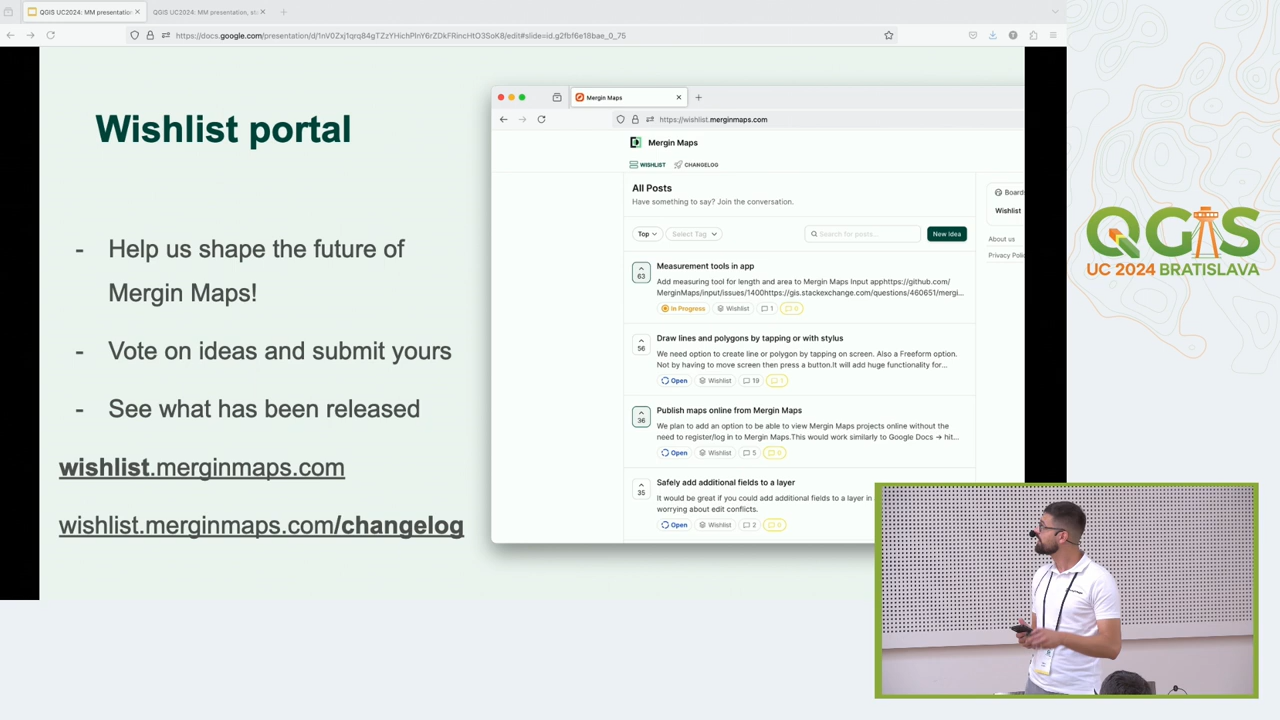 QGIS UC2024: MM presentation
QGIS UC2024: MM presentation, st
https://docs.google.com/presentation/d/1nV0Zxj1qrq84gTZzYHichPlnY6rZDkFRincHtO3SoK8/edit#slide=id.g2fbf6e18bae_0_75
Wishlist portal
- Help us shape the future of
Mergin Maps!
- Vote on ideas and submit yours
- See what has been released
wishlist.merginmaps.com
wishlist.merginmaps.com/changelog
Mergin Maps
https://wishlist.merginmaps.com
Mergin Maps
WISHLIST CHANGELOG
All Posts
Have something to say? Join the conversation.
Top Select Tag Search for posts... New idea
63
Measurement tools in app
Add measuring tool for length and area to Mergin Maps Input apphttps://github.com/
MerginMaps/input/issues/1400https://gis.stackexchange.com/questions/460651/mergi...
In Progress Wishlist 1 0
56
Draw lines and polygons by tapping or with stylus
We need option to create line or polygon by tapping on screen. Also a Freeform option.
Not by having to move screen then press a button.It will add huge functionality for...
Open Wishlist 19
36
Publish maps online from Mergin Maps
We plan to add an option to be able to view Mergin Maps projects online without the
need to register/log in to Mergin Maps.This would work similarly to Google Docs → hit...
Open Wishlist 5 0
35
Safely add additional fields to a layer
It would be great if you could add additional fields to a layer in
worrying about edit conflicts.
Open Wishlist 2 0
Board
Wishlist
About us
Privacy Polic
QGIS
UC 2024 BRATISLAVA